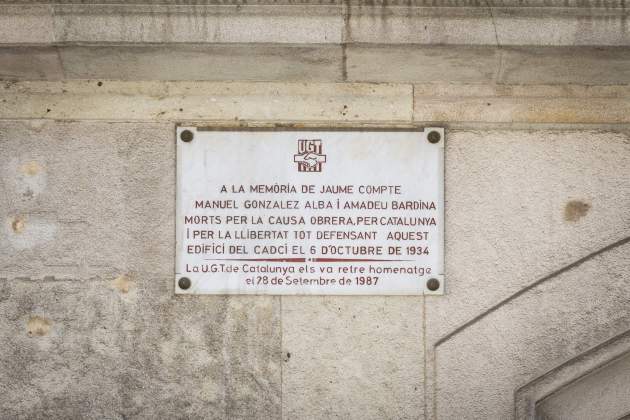 UGT
A LA MEMÒRIA DE JAUME COMPTE
MANUEL GONZALEZ ALBA I AMADEU BARDINA
MORTS PER LA CAUSA OBRERA, PER CATALUNYA
I PER LA LLIBERTAT TOT DEFENSANT AQUEST
EDIFICI DEL CADCI EL 6 D'OCTUBRE DE 1934
La U.G.T. de Catalunya els va retre homenatge
el 28 de Setembre de 1987